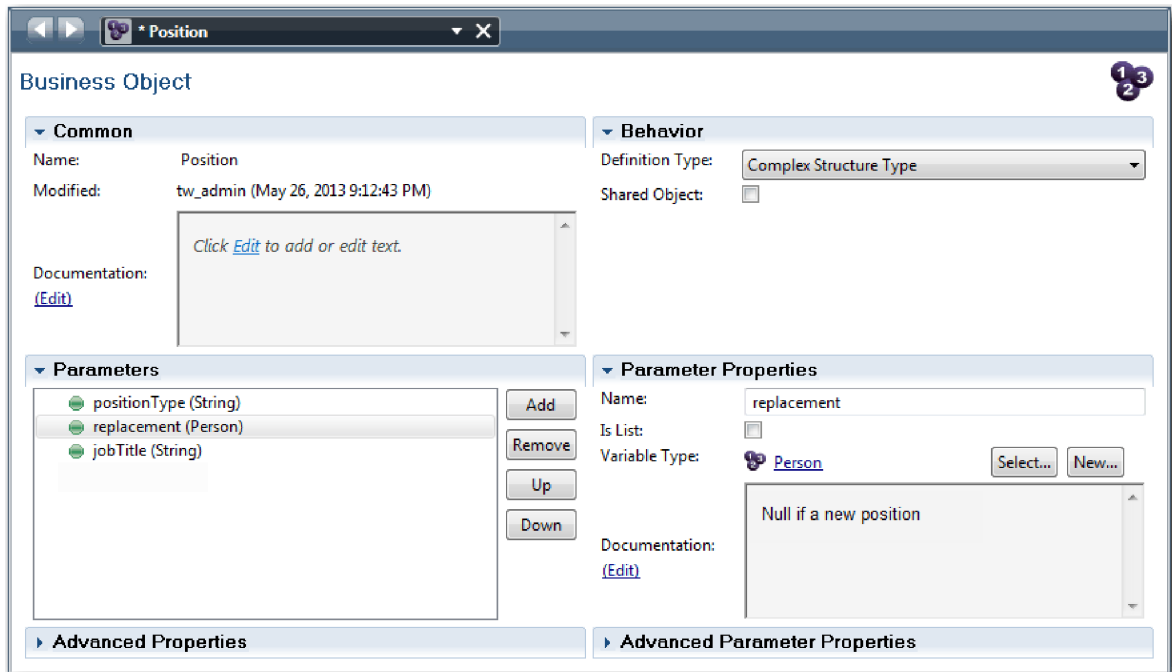 * Position
Business Object
1 2 3
Common
Name: Position
Modified: tw_admin (May 26, 2013 9:12:43 PM)
Click Edit to add or edit text.
Documentation:
(Edit)
Behavior
Definition Type: Complex Structure Type
Shared Object:
Parameters
positionType (String)
replacement (Person)
jobTitle (String)
Add
Remove
Up
Down
Parameter Properties
Name: replacement
Is List:
Variable Type: Person Select... New...
Null if a new position
Documentation:
(Edit)
Advanced Properties
Advanced Parameter Properties